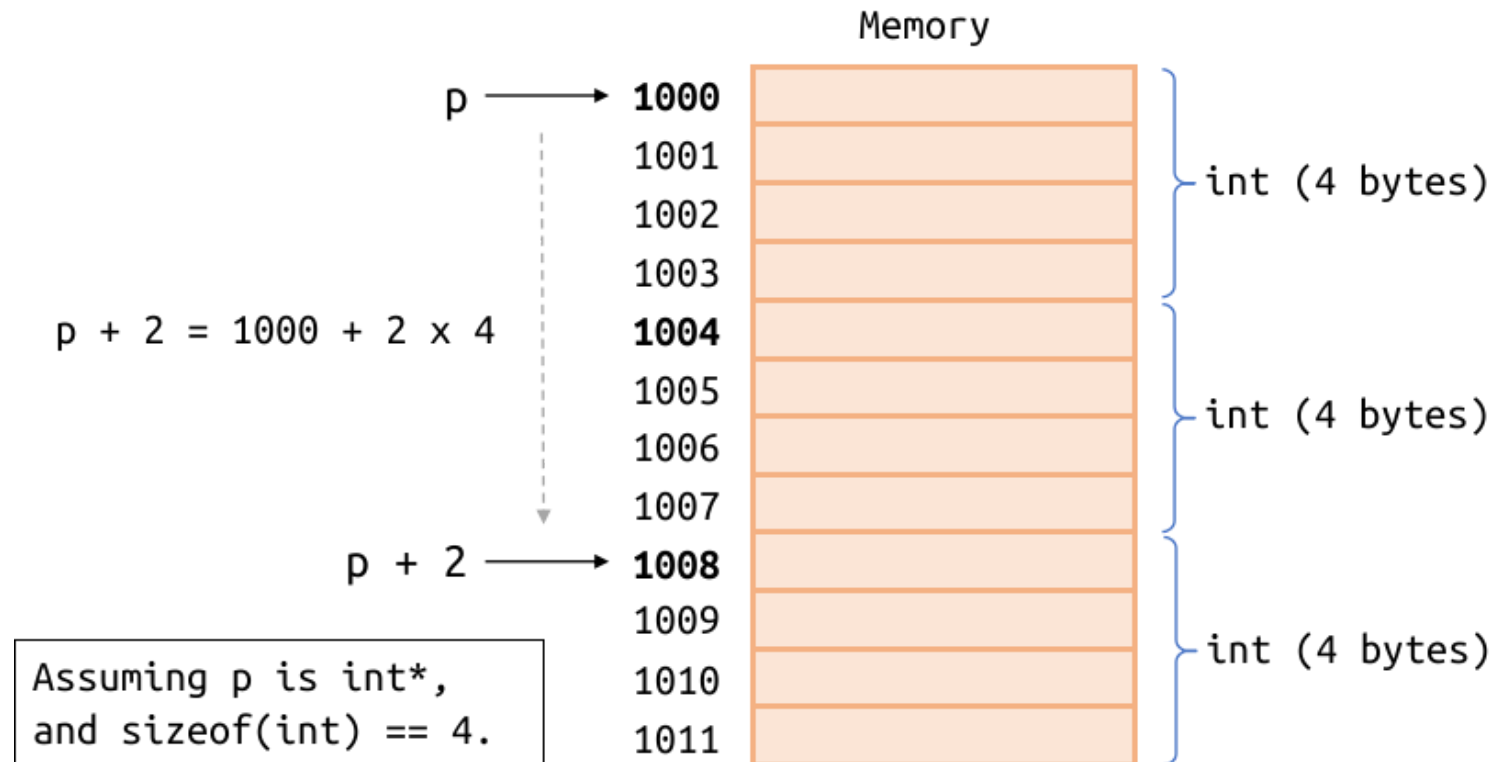 Memory
p
1000
1001
1002
1003
int (4 bytes)
p + 2 = 1000 + 2 x 4
1004
1005
1006
1007
int (4 bytes)
p + 2
1008
1009
1010
1011
int (4 bytes)
Assuming p is int*,
and sizeof(int) == 4.